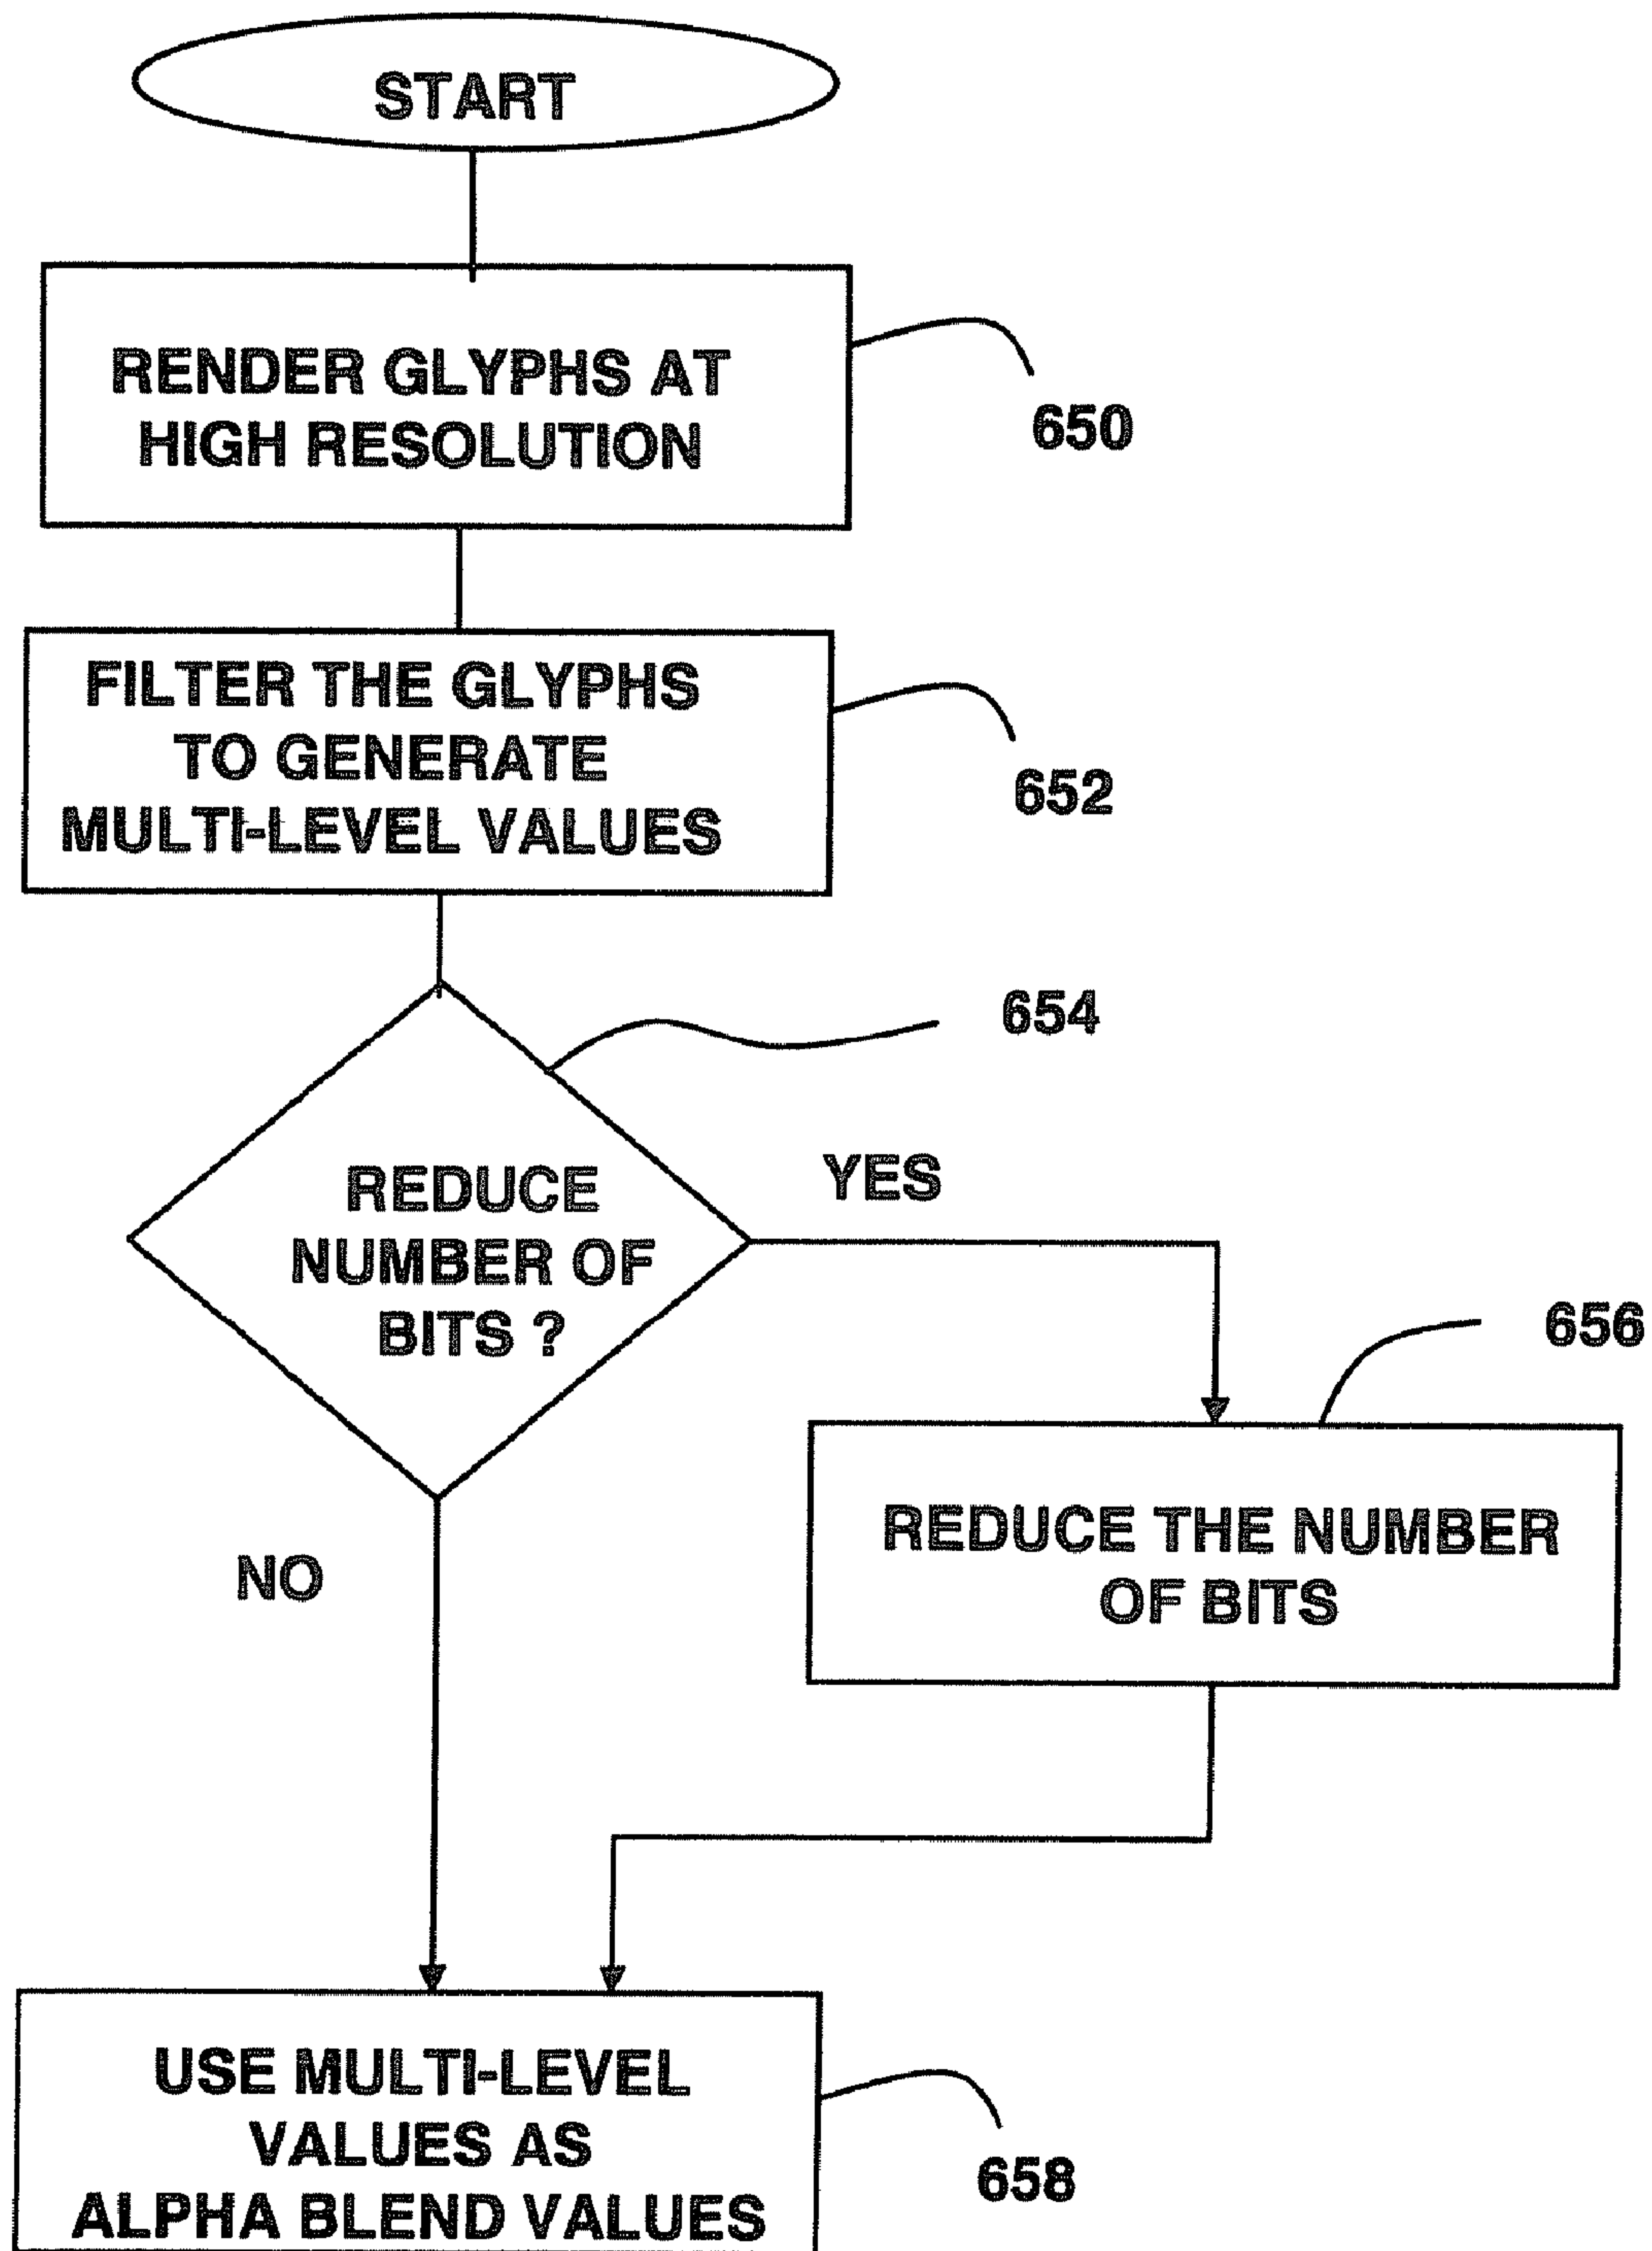 START
RENDER GLYPHS AT
HIGH RESOLUTION
650
FILTER THE GLYPHS
TO GENERATE
MULTI-LEVEL VALUES
652
654
REDUCE
NUMBER OF
BITS ?
YES
656
REDUCE THE NUMBER
OF BITS
NO
USE MULTI-LEVEL
VALUES AS
ALPHA BLEND VALUES
658